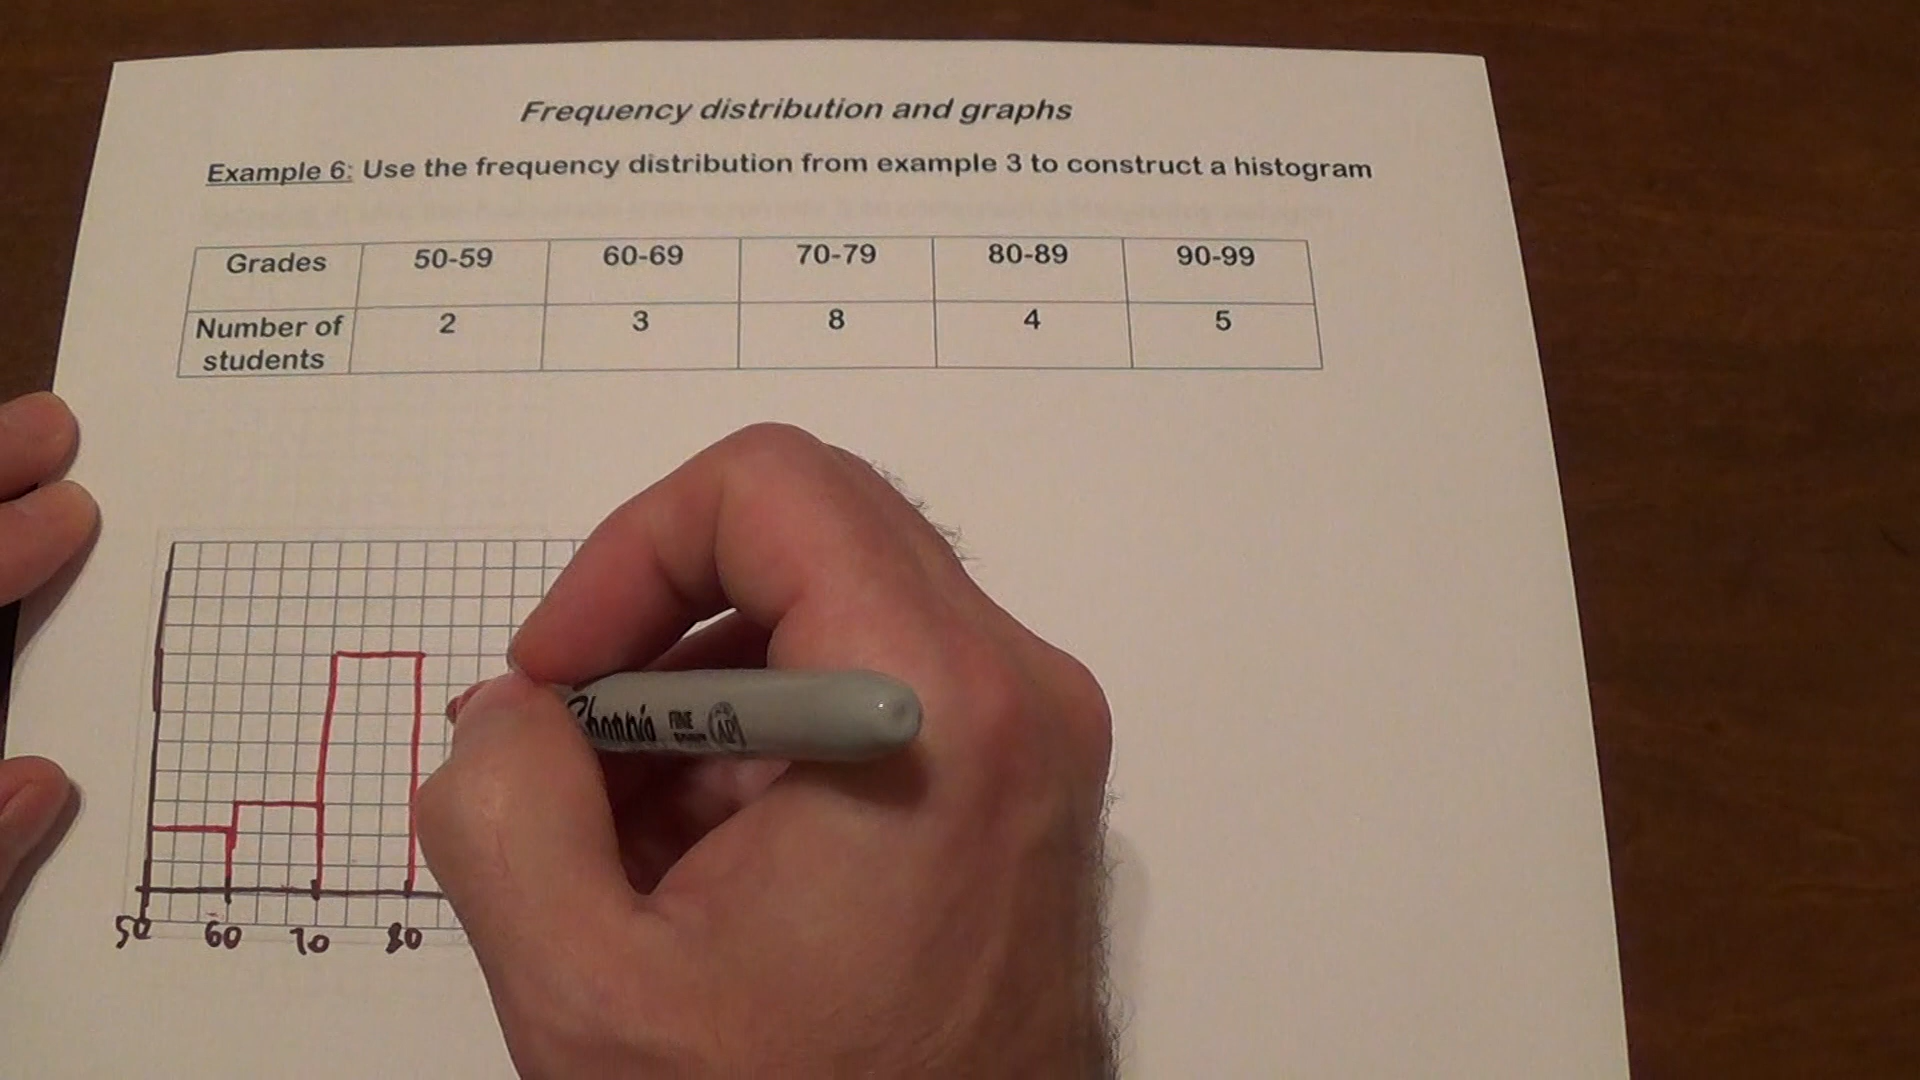 Frequency distribution and graphs
Example 6: Use the frequency distribution from example 3 to construct a histogram
Grades 50-59 60-69 70-79 80-89 90-99
Number of students 2 3 8 4 5
Sharpie FINE AP
50 60 70 80